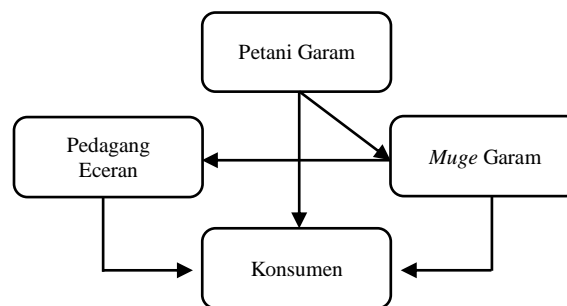 Petani Garam
Pedagang
Eceran
Muge Garam
Konsumen